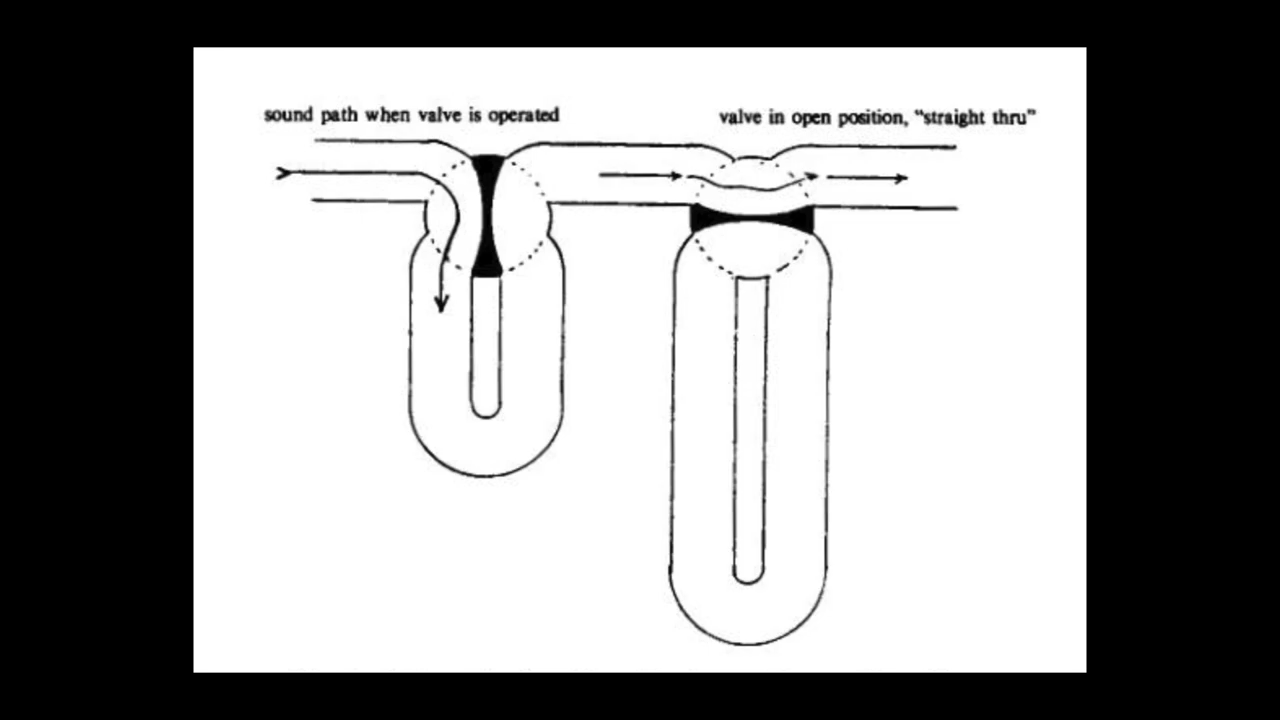 sound path when valve is operated
valve in open position, “straight thru”